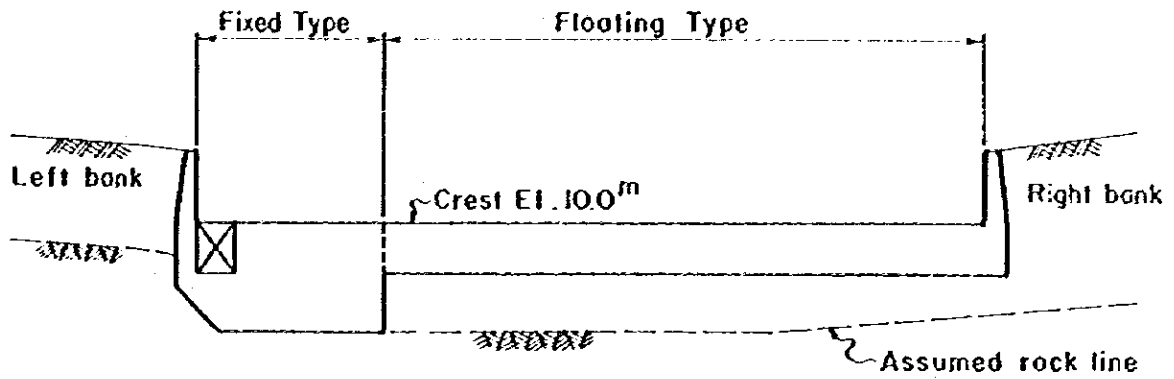 Fixed Type
Floating Type
Left bank
Crest El. 10.0m
Right bank
Assumed rock line